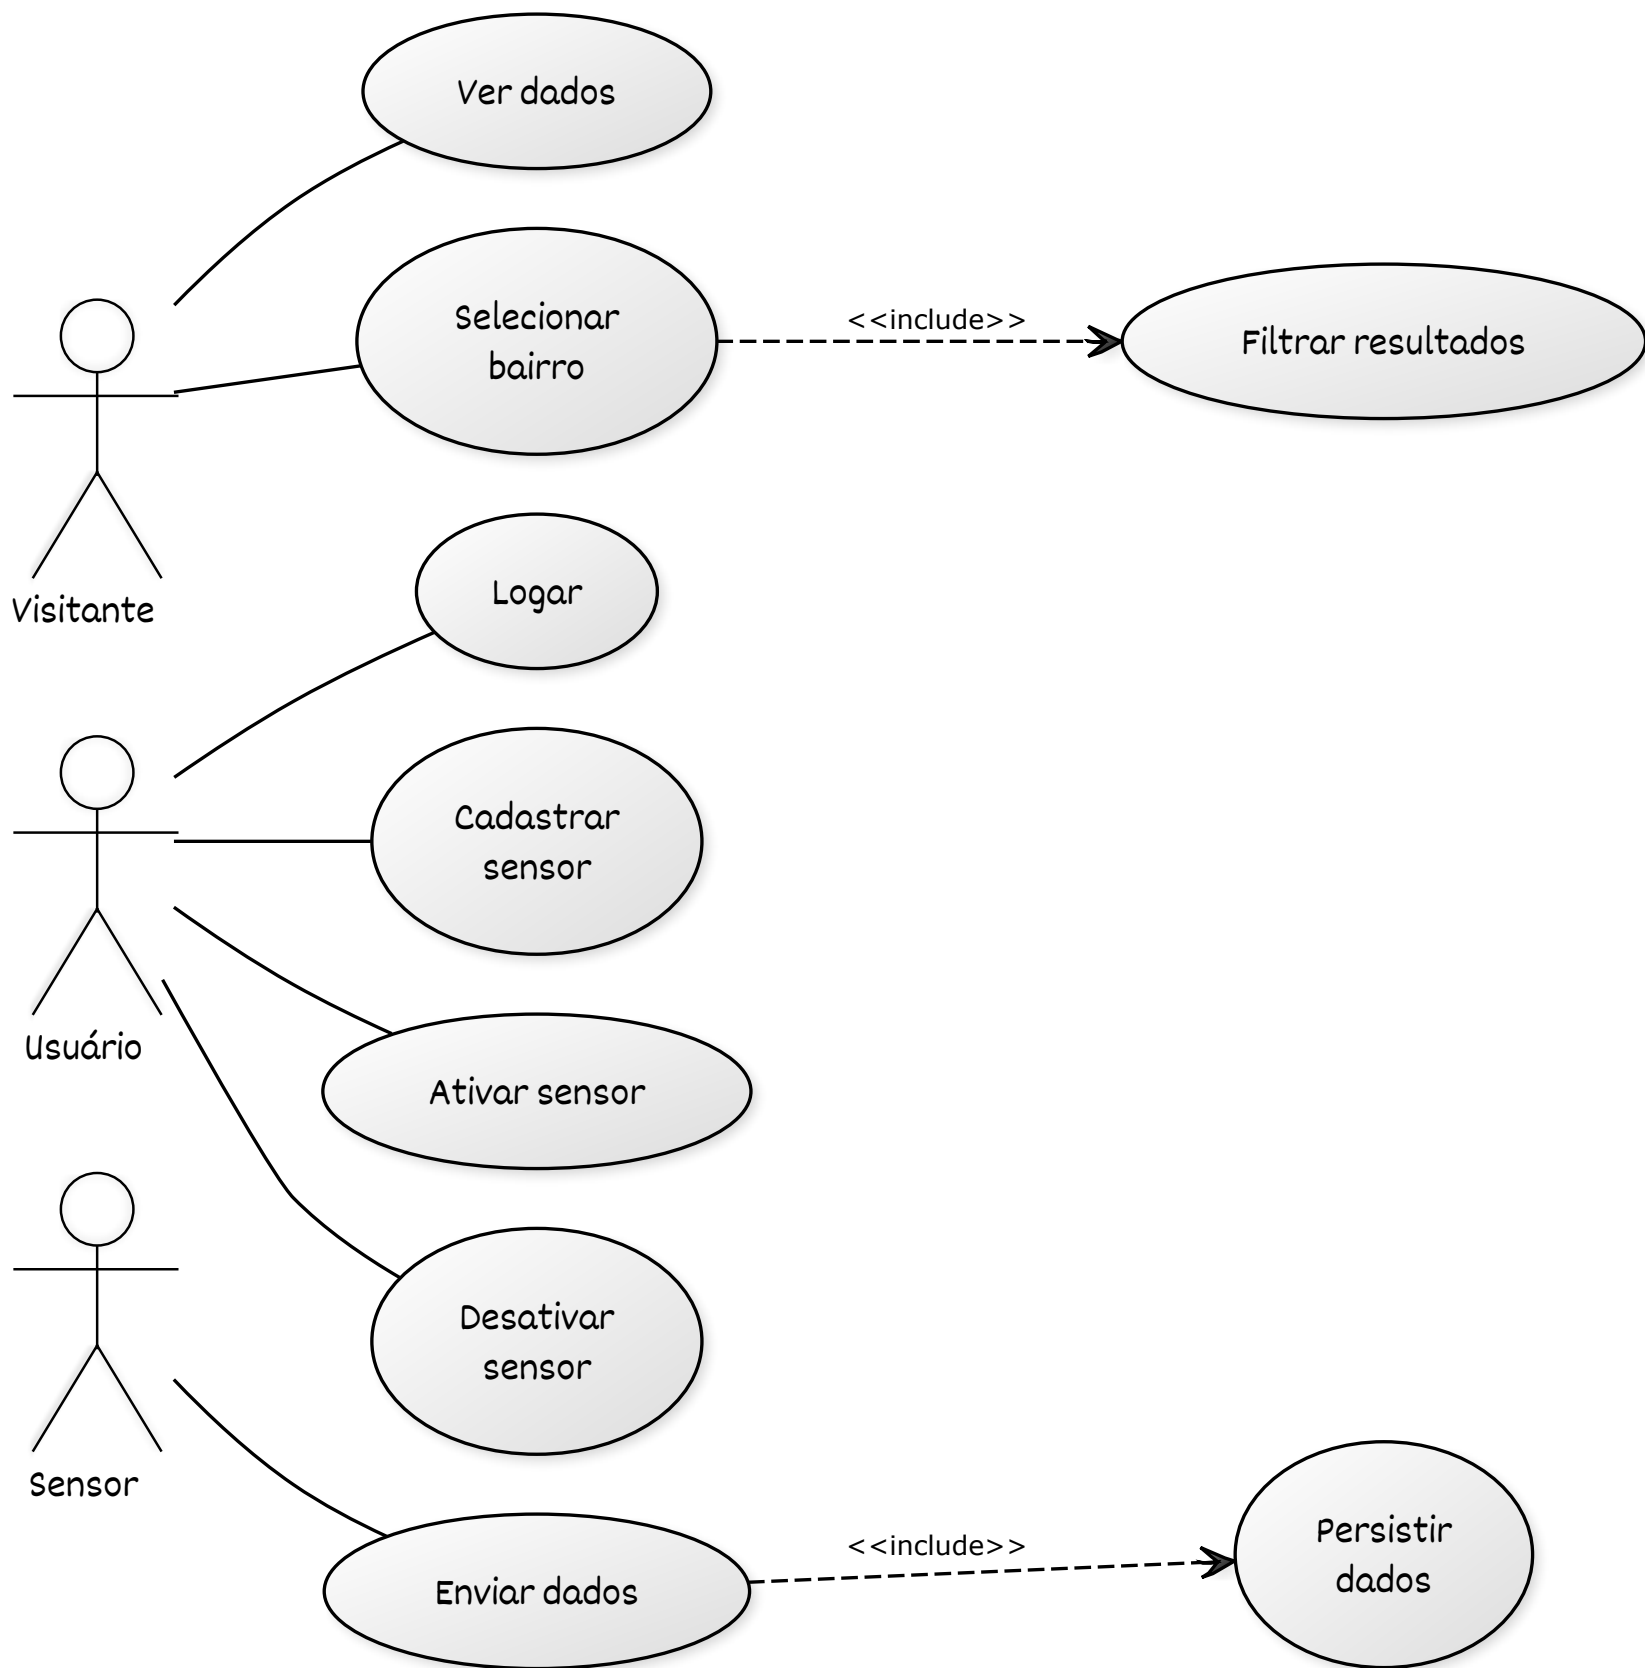 Ver dados
Selecionar
bairro
<<include>>
Filtrar resultados
Visitante
Logar
Cadastrar
sensor
Usuário
Ativar sensor
Desativar
sensor
Sensor
Enviar dados
<<include>>
Persistir
dados